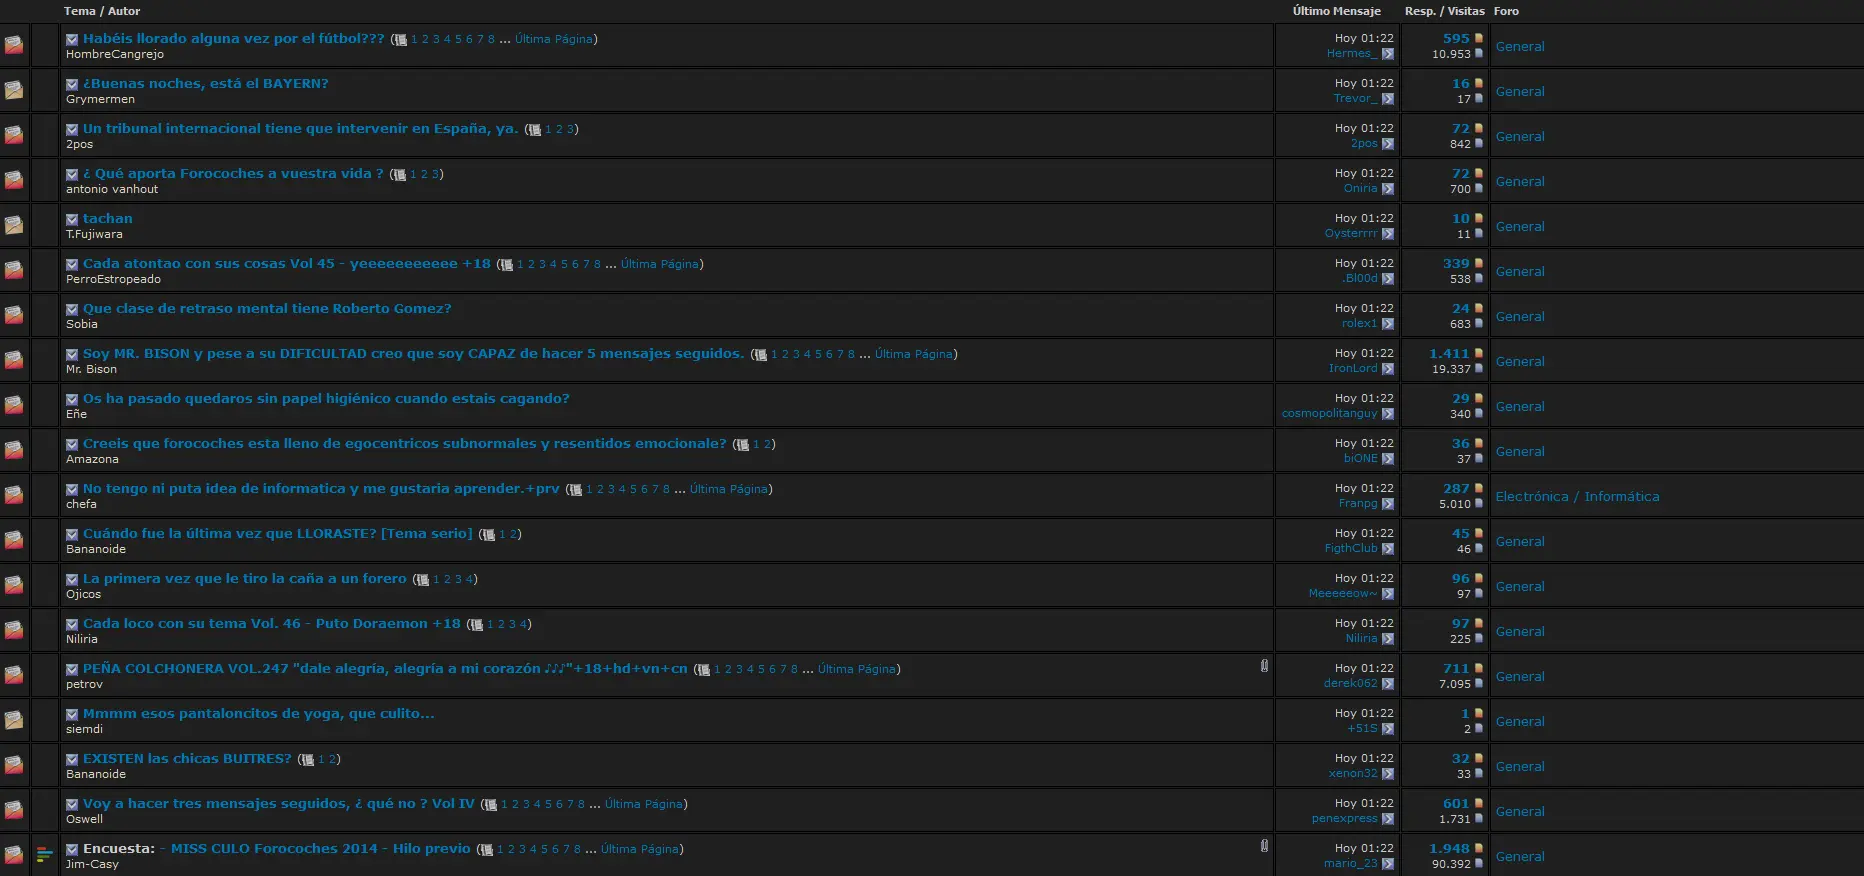 Tema / Autor Último Mensaje Resp. / Visitas Foro
Habéis llorado alguna vez por el fútbol??? ( 1 2 3 4 5 6 7 8 ... Última Página) Hoy 01:22 595 General
HombreCangrejo Hermes_ 10.953
¿Buenas noches, está el BAYERN? Hoy 01:22 16 General
Grymermen Trevor_ 17
Un tribunal internacional tiene que intervenir en España, ya. ( 1 2 3) Hoy 01:22 72 General
2pos 2pos 842
¿ Qué aporta Forocoches a vuestra vida ? ( 1 2 3) Hoy 01:22 72 General
antonio vanhout Oniria 700
tachan Hoy 01:22 10 General
T.Fujiwara Oysterrrr 11
Cada atontao con sus cosas Vol 45 - yeeeeeeeeeee +18 ( 1 2 3 4 5 6 7 8 ... Última Página) Hoy 01:22 339 General
PerroEstropeado .Bl00d 538
Que clase de retraso mental tiene Roberto Gomez? Hoy 01:22 24 General
Sobia rolex1 683
Soy MR. BISON y pese a su DIFICULTAD creo que soy CAPAZ de hacer 5 mensajes seguidos. ( 1 2 3 4 5 6 7 8 ... Última Página) Hoy 01:22 1.411 General
Mr. Bison IronLord 19.337
Os ha pasado quedaros sin papel higiénico cuando estais cagando? Hoy 01:22 29 General
Eñe cosmopolitanguy 340
Creeis que forocoches esta lleno de egocentricos subnormales y resentidos emocionale? ( 1 2) Hoy 01:22 36 General
Amazona biONE 37
No tengo ni puta idea de informatica y me gustaria aprender.+prv ( 1 2 3 4 5 6 7 8 ... Última Página) Hoy 01:22 287 Electrónica / Informática
chefa Franpg 5.010
Cuándo fue la última vez que LLORASTE? [Tema serio] ( 1 2) Hoy 01:22 45 General
Bananoide FigthClub 46
La primera vez que le tiro la caña a un forero ( 1 2 3 4) Hoy 01:22 96 General
Ojicos Meeeeeow~ 97
Cada loco con su tema Vol. 46 - Puto Doraemon +18 ( 1 2 3 4) Hoy 01:22 97 General
Niliria Niliria 225
PEÑA COLCHONERA VOL.247 "dale alegría, alegría a mi corazón ♪♪♪"+18+hd+vn+cn ( 1 2 3 4 5 6 7 8 ... Última Página) Hoy 01:22 711 General
petrov derek062 7.095
Mmmm esos pantaloncitos de yoga, que culito... Hoy 01:22 1 General
siemdi +51S 2
EXISTEN las chicas BUITRES? ( 1 2) Hoy 01:22 32 General
Bananoide xenon32 33
Voy a hacer tres mensajes seguidos, ¿ qué no ? Vol IV ( 1 2 3 4 5 6 7 8 ... Última Página) Hoy 01:22 601 General
Oswell penexpress 1.731
Encuesta: - MISS CULO Forocoches 2014 - Hilo previo ( 1 2 3 4 5 6 7 8 ... Última Página) Hoy 01:22 1.948 General
Jim-Casy mario_23 90.392